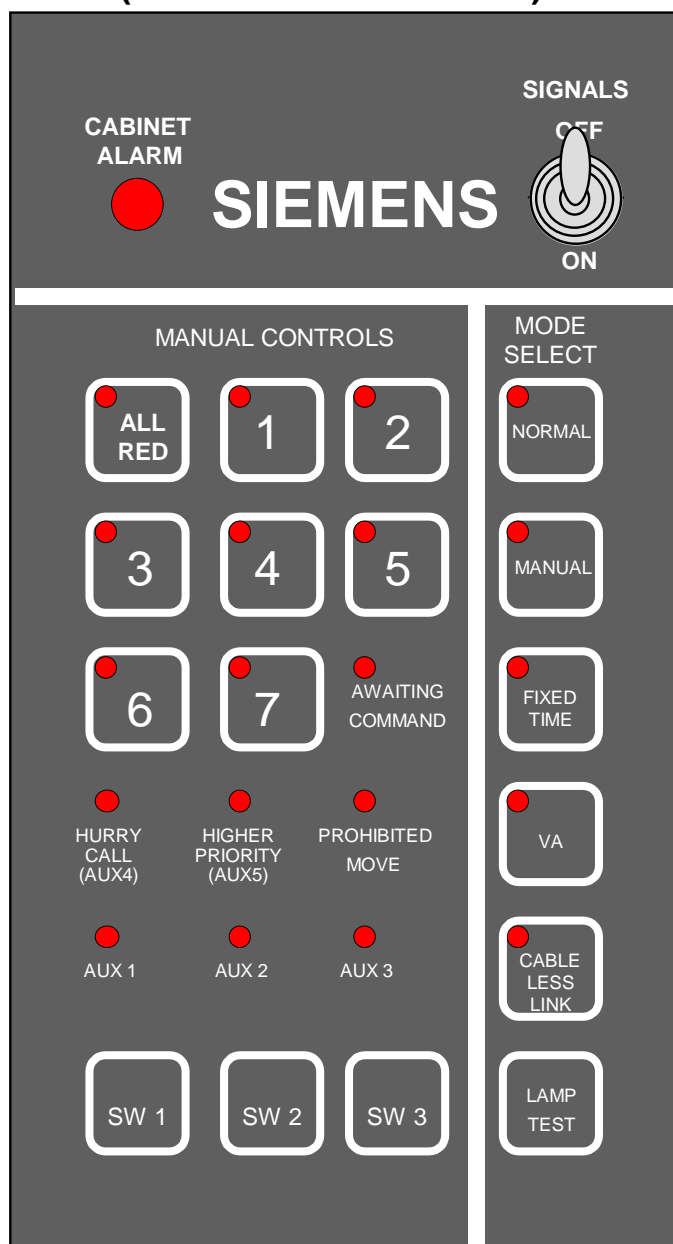 SIGNALS
OFF
CABINET
ALARM
SIEMENS
ON
MANUAL CONTROLS
MODE
SELECT
ALL
RED
1
2
NORMAL
3
4
5
MANUAL
6
7
AWAITING
COMMAND
FIXED
TIME
HURRY
CALL
(AUX4)
HIGHER
PRIORITY
(AUX5)
PROHIBITED
MOVE
VA
AUX 1
AUX 2
AUX 3
CABLE
LESS
LINK
SW 1
SW 2
SW 3
LAMP
TEST